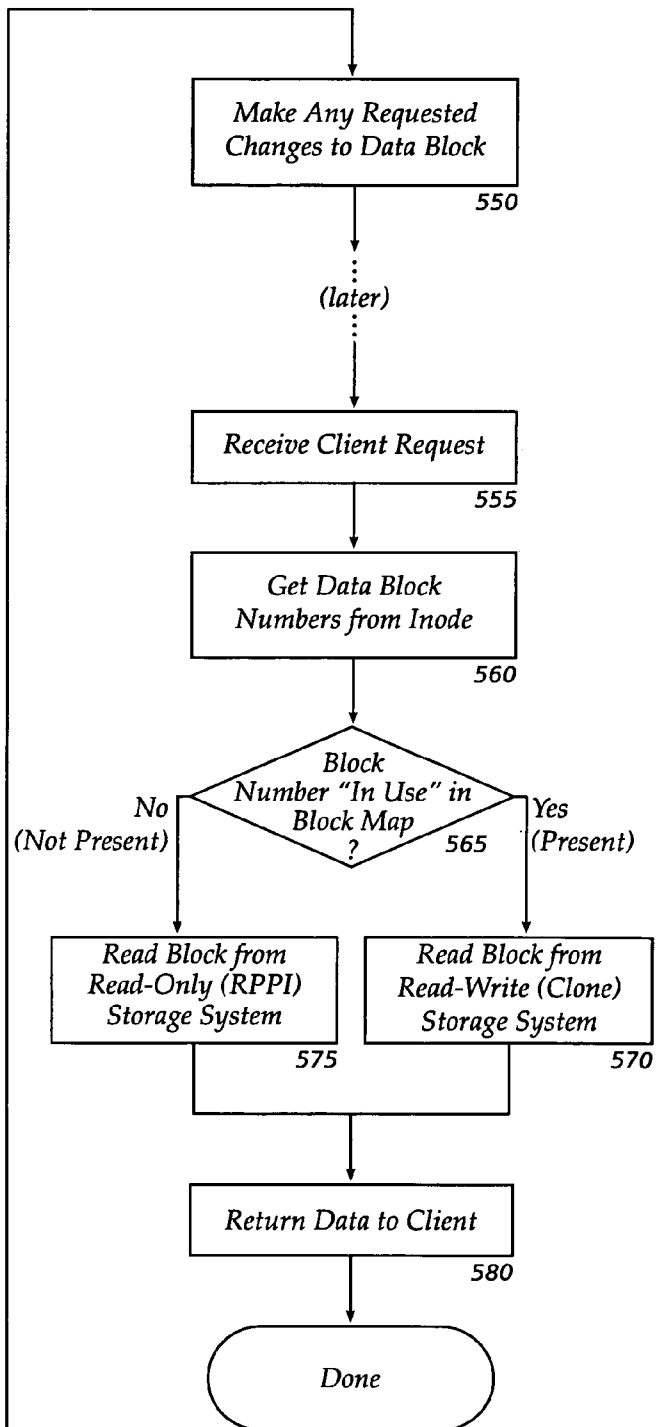 Make Any Requested
Changes to Data Block
550
(later)
Receive Client Request
555
Get Data Block
Numbers from Inode
560
Block
Number “In Use” in
Block Map
?
565
No
(Not Present)
Yes
(Present)
Read Block from
Read-Only (RPPI)
Storage System
575
Read Block from
Read-Write (Clone)
Storage System
570
Return Data to Client
580
Done